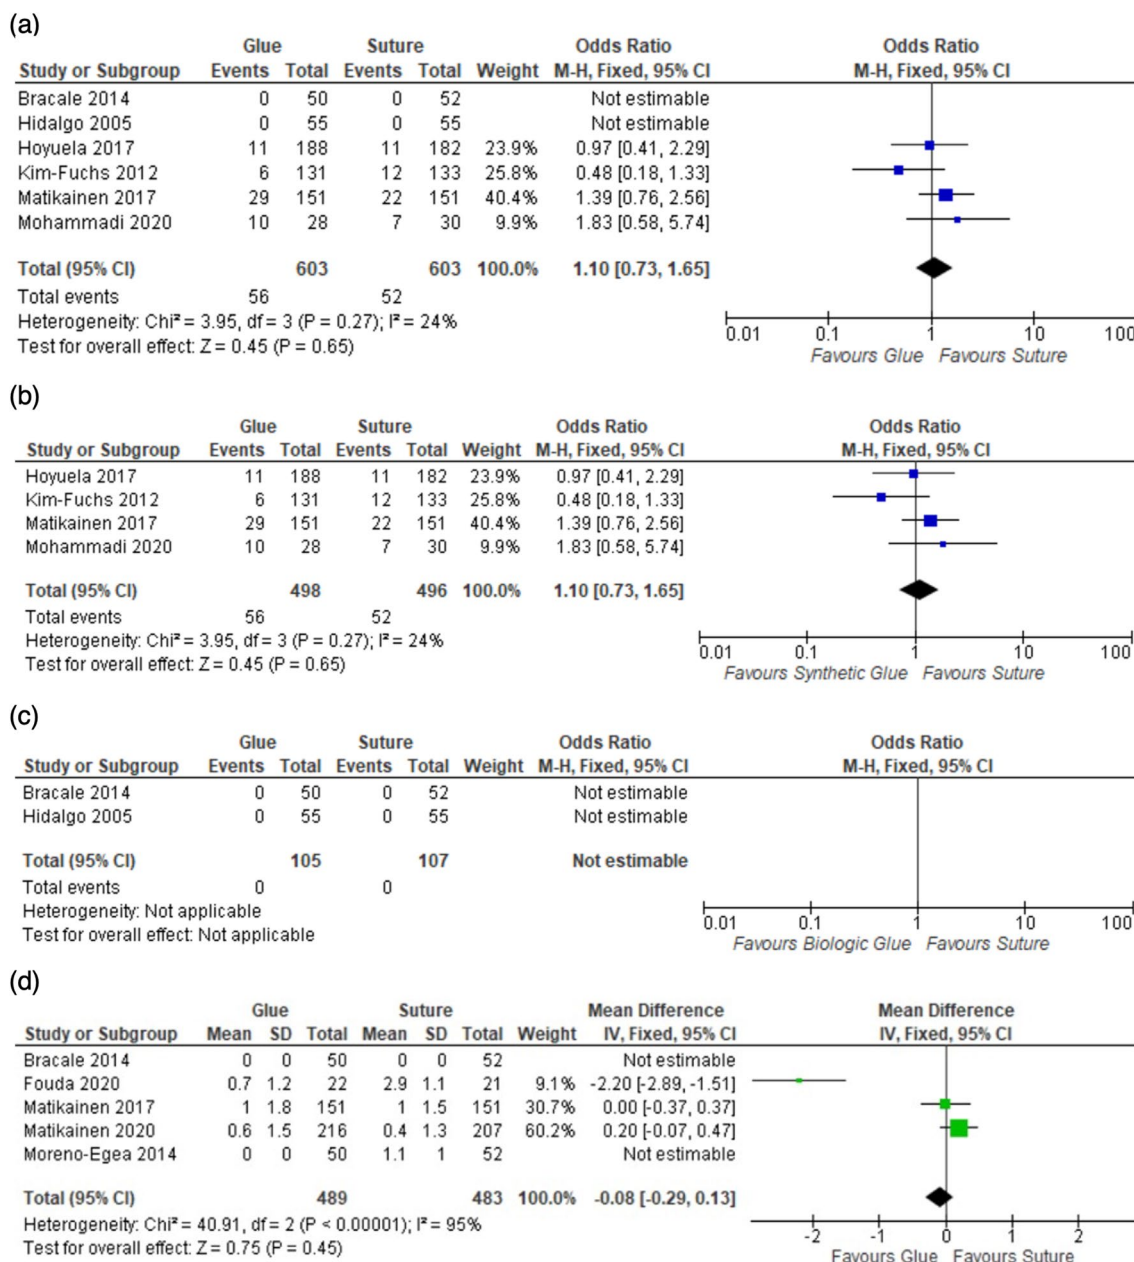 (a)
Glue Suture Odds Ratio Odds Ratio
Study or Subgroup Events Total Events Total Weight M-H, Fixed, 95% CI M-H, Fixed, 95% CI
Bracale 2014 0 50 0 52 Not estimable
Hidalgo 2005 0 55 0 55 Not estimable
Hoyuela 2017 11 188 11 182 23.9% 0.97 [0.41, 2.29]
Kim-Fuchs 2012 6 131 12 133 25.8% 0.48 [0.18, 1.33]
Matikainen 2017 29 151 22 151 40.4% 1.39 [0.76, 2.56]
Mohammadi 2020 10 28 7 30 9.9% 1.83 [0.58, 5.74]
Total (95% CI) 603 603 100.0% 1.10 [0.73, 1.65]
Total events 56 52
Heterogeneity: Chi² = 3.95, df = 3 (P = 0.27); I² = 24%
Test for overall effect: Z = 0.45 (P = 0.65)
0.01 0.1 1 10 100
Favours Glue Favours Suture
(b)
Glue Suture Odds Ratio Odds Ratio
Study or Subgroup Events Total Events Total Weight M-H, Fixed, 95% CI M-H, Fixed, 95% CI
Hoyuela 2017 11 188 11 182 23.9% 0.97 [0.41, 2.29]
Kim-Fuchs 2012 6 131 12 133 25.8% 0.48 [0.18, 1.33]
Matikainen 2017 29 151 22 151 40.4% 1.39 [0.76, 2.56]
Mohammadi 2020 10 28 7 30 9.9% 1.83 [0.58, 5.74]
Total (95% CI) 498 496 100.0% 1.10 [0.73, 1.65]
Total events 56 52
Heterogeneity: Chi² = 3.95, df = 3 (P = 0.27); I² = 24%
Test for overall effect: Z = 0.45 (P = 0.65)
0.01 0.1 1 10 100
Favours Synthetic Glue Favours Suture
(c)
Glue Suture Odds Ratio Odds Ratio
Study or Subgroup Events Total Events Total Weight M-H, Fixed, 95% CI M-H, Fixed, 95% CI
Bracale 2014 0 50 0 52 Not estimable
Hidalgo 2005 0 55 0 55 Not estimable
Total (95% CI) 105 107 Not estimable
Total events 0 0
Heterogeneity: Not applicable
Test for overall effect: Not applicable
0.01 0.1 1 10 100
Favours Biologic Glue Favours Suture
(d)
Glue Suture Mean Difference Mean Difference
Study or Subgroup Mean SD Total Mean SD Total Weight IV, Fixed, 95% CI IV, Fixed, 95% CI
Bracale 2014 0 0 50 0 0 52 Not estimable
Fouda 2020 0.7 1.2 22 2.9 1.1 21 9.1% -2.20 [-2.89, -1.51]
Matikainen 2017 1 1.8 151 1 1.5 151 30.7% 0.00 [-0.37, 0.37]
Matikainen 2020 0.6 1.5 216 0.4 1.3 207 60.2% 0.20 [-0.07, 0.47]
Moreno-Egea 2014 0 0 50 1.1 1 52 Not estimable
Total (95% CI) 489 483 100.0% -0.08 [-0.29, 0.13]
Heterogeneity: Chi² = 40.91, df = 2 (P < 0.00001); I² = 95%
Test for overall effect: Z = 0.75 (P = 0.45)
-2 -1 0 1 2
Favours Glue Favours Suture